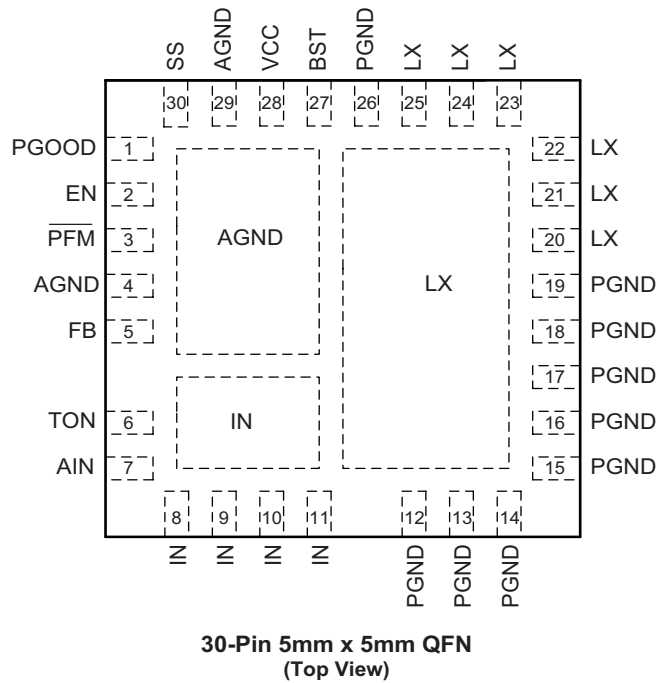 SS AGND VCC BST PGND LX LX LX
30 29 28 27 26 25 24 23
PGOOD 1
EN 2
PFM 3
AGND 4
FB 5
TON 6
AIN 7
AGND
IN
LX
22 LX
21 LX
20 LX
19 PGND
18 PGND
17 PGND
16 PGND
15 PGND
8 9 10 11 12 13 14
IN IN IN IN PGND PGND PGND
30-Pin 5mm x 5mm QFN
(Top View)